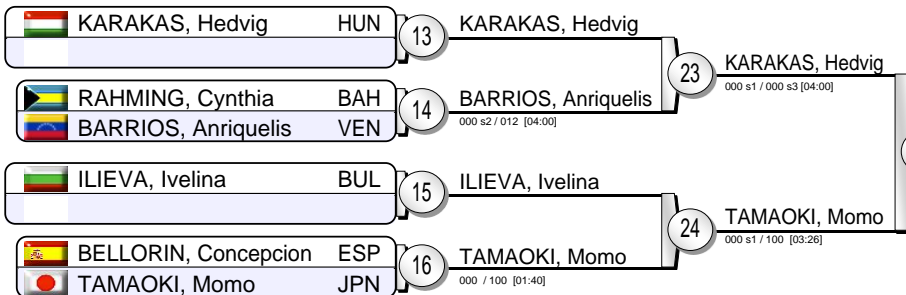 KARAKAS, Hedvig HUN
13
KARAKAS, Hedvig
23
KARAKAS, Hedvig
000 s1 / 000 s3 [04:00]
RAHMING, Cynthia BAH
BARRIOS, Anriquelis VEN
14
BARRIOS, Anriquelis
000 s2 / 012 [04:00]
ILIEVA, Ivelina BUL
15
ILIEVA, Ivelina
24
TAMAOKI, Momo
000 s1 / 100 [03:26]
BELLORIN, Concepcion ESP
TAMAOKI, Momo JPN
16
TAMAOKI, Momo
000 / 100 [01:40]